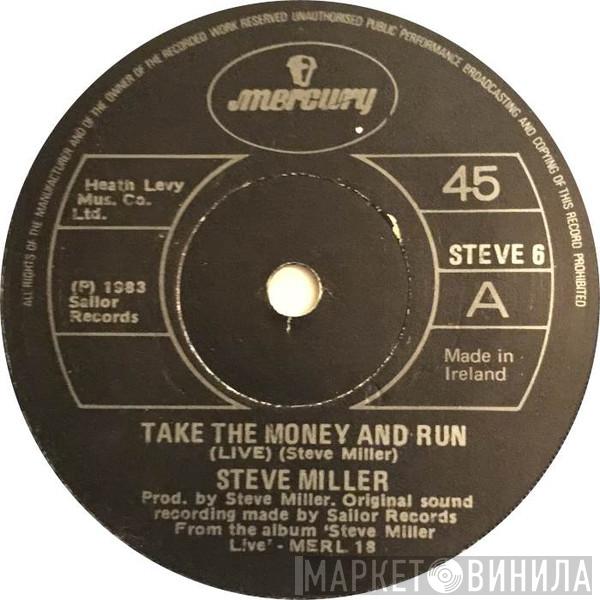 ALL RIGHTS OF THE MANUFACTURER AND OF THE OWNER OF THE RECORDED WORK RESERVED UNAUTHORISED PUBLIC PERFORMANCE BROADCASTING AND COPYING OF THIS RECORD PROHIBITED
mercury
Heath Levy
Mus. Co.
Ltd.
(P) 1983
Sailor
Records
45
STEVE 6
A
Made in
Ireland
TAKE THE MONEY AND RUN
(LIVE) (Steve Miller)
STEVE MILLER
Prod. by Steve Miller. Original sound
recording made by Sailor Records
From the album 'Steve Miller
Live' - MERL 18
МАРКЕТ ВИНИЛА